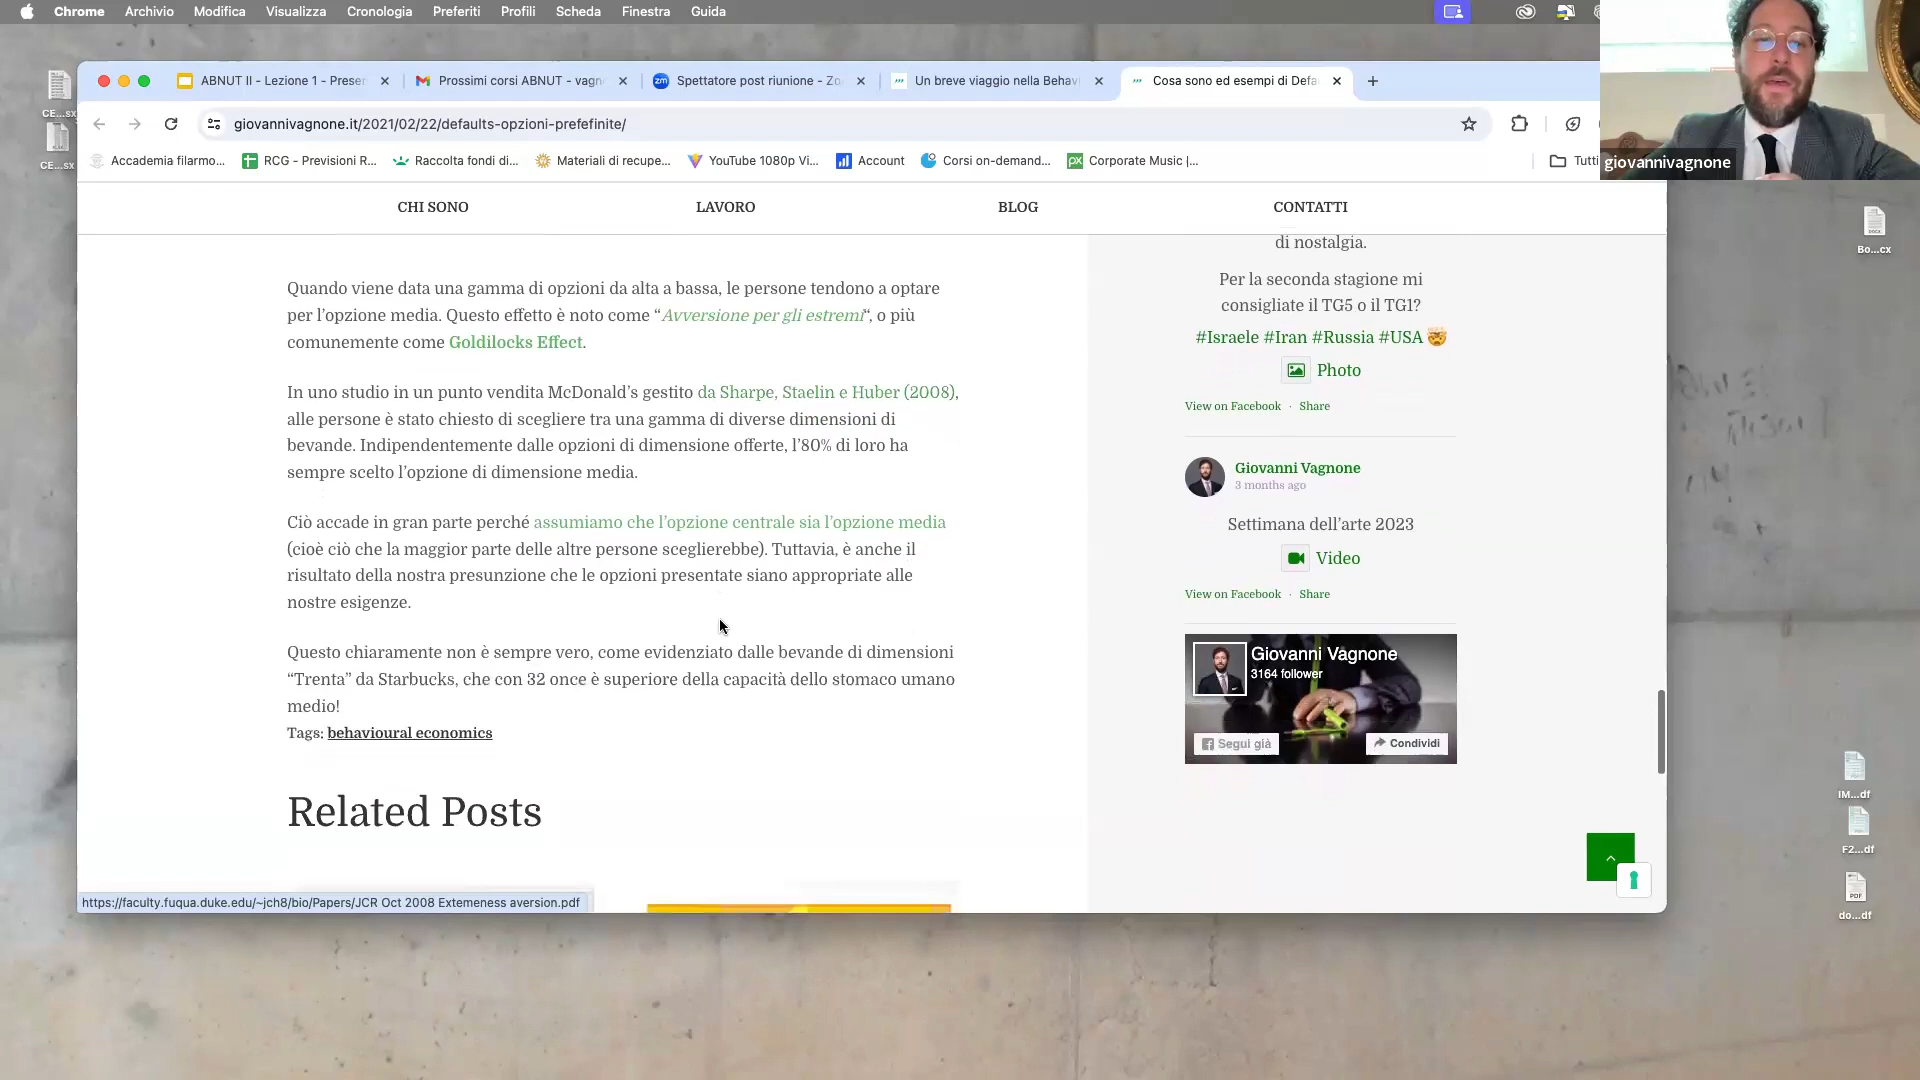 Chrome Archivio Modifica Visualizza Cronologia Preferiti Profili Scheda Finestra Guida
ABNUT II - Lezione 1 - Presen
Prossimi corsi ABNUT - vagn
Spettatore post riunione - Zo
Un breve viaggio nella Behav
Cosa sono ed esempi di Defa
giovannivagnone.it/2021/02/22/defaults-opzioni-prefefinite/
Accademia filarmo...
RCG - Previsioni R...
Raccolta fondi di...
Materiali di recupe...
YouTube 1080p Vi...
Account
Corsi on-demand...
Corporate Music |...
Tutti
giovannivagnone
CHI SONO LAVORO BLOG CONTATTI
Quando viene data una gamma di opzioni da alta a bassa, le persone tendono a optare
per l’opzione media. Questo effetto è noto come “Avversione per gli estremi“, o più
comunemente come Goldilocks Effect.
In uno studio in un punto vendita McDonald’s gestito da Sharpe, Staelin e Huber (2008),
alle persone è stato chiesto di scegliere tra una gamma di diverse dimensioni di
bevande. Indipendentemente dalle opzioni di dimensione offerte, l’80% di loro ha
sempre scelto l’opzione di dimensione media.
Ciò accade in gran parte perché assumiamo che l’opzione centrale sia l’opzione media
(cioè ciò che la maggior parte delle altre persone sceglierebbe). Tuttavia, è anche il
risultato della nostra presunzione che le opzioni presentate siano appropriate alle
nostre esigenze.
Questo chiaramente non è sempre vero, come evidenziato dalle bevande di dimensioni
“Trenta” da Starbucks, che con 32 once è superiore della capacità dello stomaco umano
medio!
Tags: behavioural economics
Related Posts
https://faculty.fuqua.duke.edu/~jch8/bio/Papers/JCR Oct 2008 Extemeness aversion.pdf
di nostalgia.
Per la seconda stagione mi
consigliate il TG5 o il TG1?
#Israele #Iran #Russia #USA 🤯
Photo
View on Facebook · Share
Giovanni Vagnone
3 months ago
Settimana dell’arte 2023
Video
View on Facebook · Share
Giovanni Vagnone
3164 follower
Segui già
Condividi
CE...sx
CE...sx
Bo...cx
IM...df
F2...df
do...df